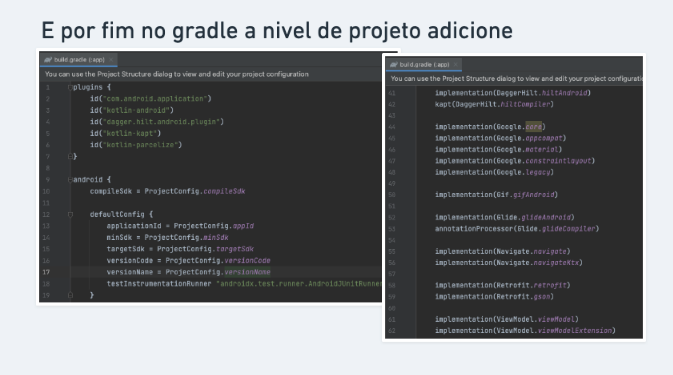 E por fim no gradle a nivel de projeto adicione
build.gradle (:app)
You can use the Project Structure dialog to view and edit your project configuration
1 plugins {
2 id("com.android.application")
3 id("kotlin-android")
4 id("dagger.hilt.android.plugin")
5 id("kotlin-kapt")
6 id("kotlin-parcelize")
7 }
8
9 android {
10 compileSdk = ProjectConfig.compileSdk
11
12 defaultConfig {
13 applicationId = ProjectConfig.appId
14 minSdk = ProjectConfig.minSdk
15 targetSdk = ProjectConfig.targetSdk
16 versionCode = ProjectConfig.versionCode
17 versionName = ProjectConfig.versionName
18 testInstrumentationRunner "androidx.test.runner.AndroidJUnitRunner
19 }
build.gradle (:app)
You can use the Project Structure dialog to view and edit your project configuratio
41 implementation(DaggerHilt.hiltAndroid)
42 kapt(DaggerHilt.hiltCompiler)
43
44 implementation(Google.core)
45 implementation(Google.appcompat)
46 implementation(Google.material)
47 implementation(Google.constraintlayout)
48 implementation(Google.legacy)
49
50 implementation(Gif.gifAndroid)
51
52 implementation(Glide.glideAndroid)
53 annotationProcessor(Glide.glideCompiler)
54
55 implementation(Navigate.navigate)
56 implementation(Navigate.navigateKtx)
57
58 implementation(Retrofit.retrofit)
59 implementation(Retrofit.gson)
60
61 implementation(ViewModel.viewModel)
62 implementation(ViewModel.viewModelExtension)